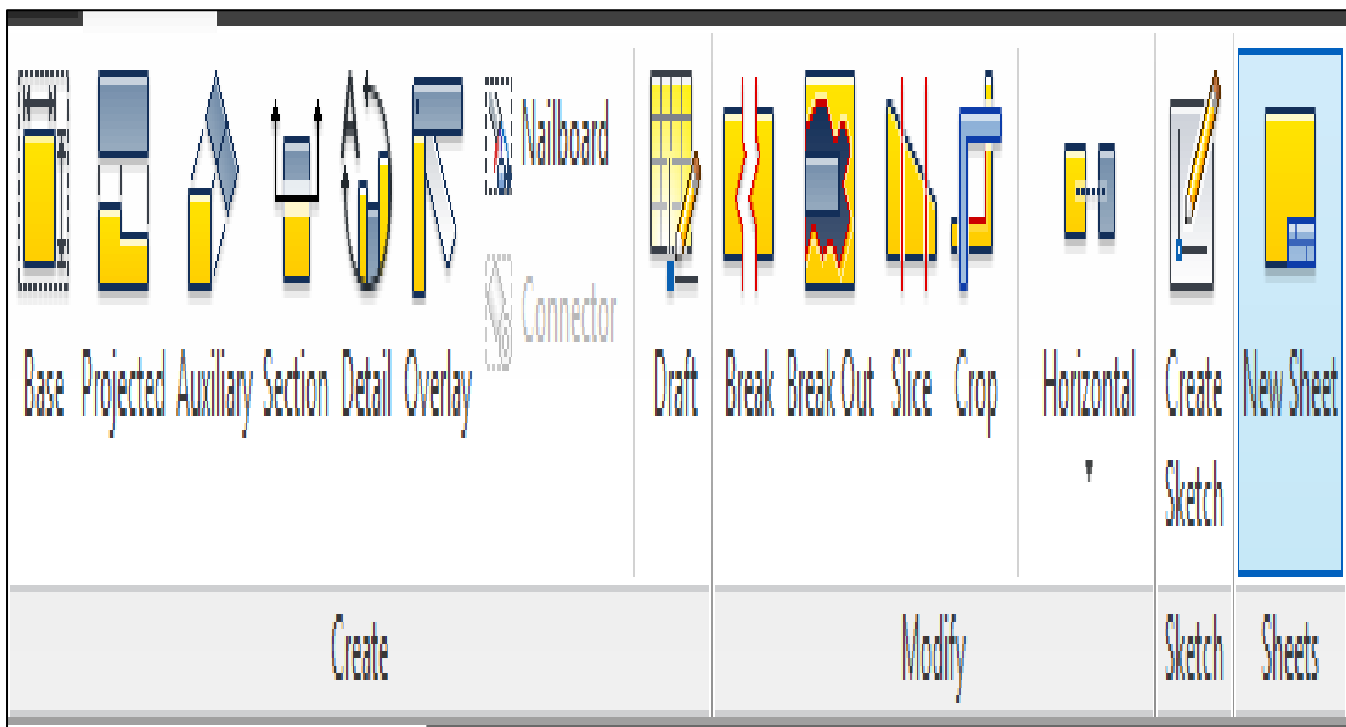 Nailboard
Connector
Base Projected Auxiliary Section Detail Overlay Draft Break Break Out Slice Crop Horizontal Create New Sheet
Sketch
Create Modify Sketch Sheets